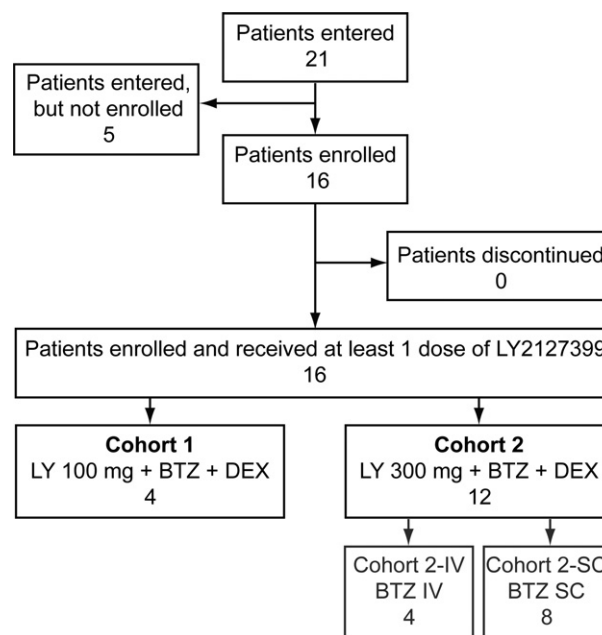 Patients entered
21
Patients entered,
but not enrolled
5
Patients enrolled
16
Patients discontinued
0
Patients enrolled and received at least 1 dose of LY2127399
16
Cohort 1
LY 100 mg + BTZ + DEX
4
Cohort 2
LY 300 mg + BTZ + DEX
12
Cohort 2-IV
BTZ IV
4
Cohort 2-SC
BTZ SC
8